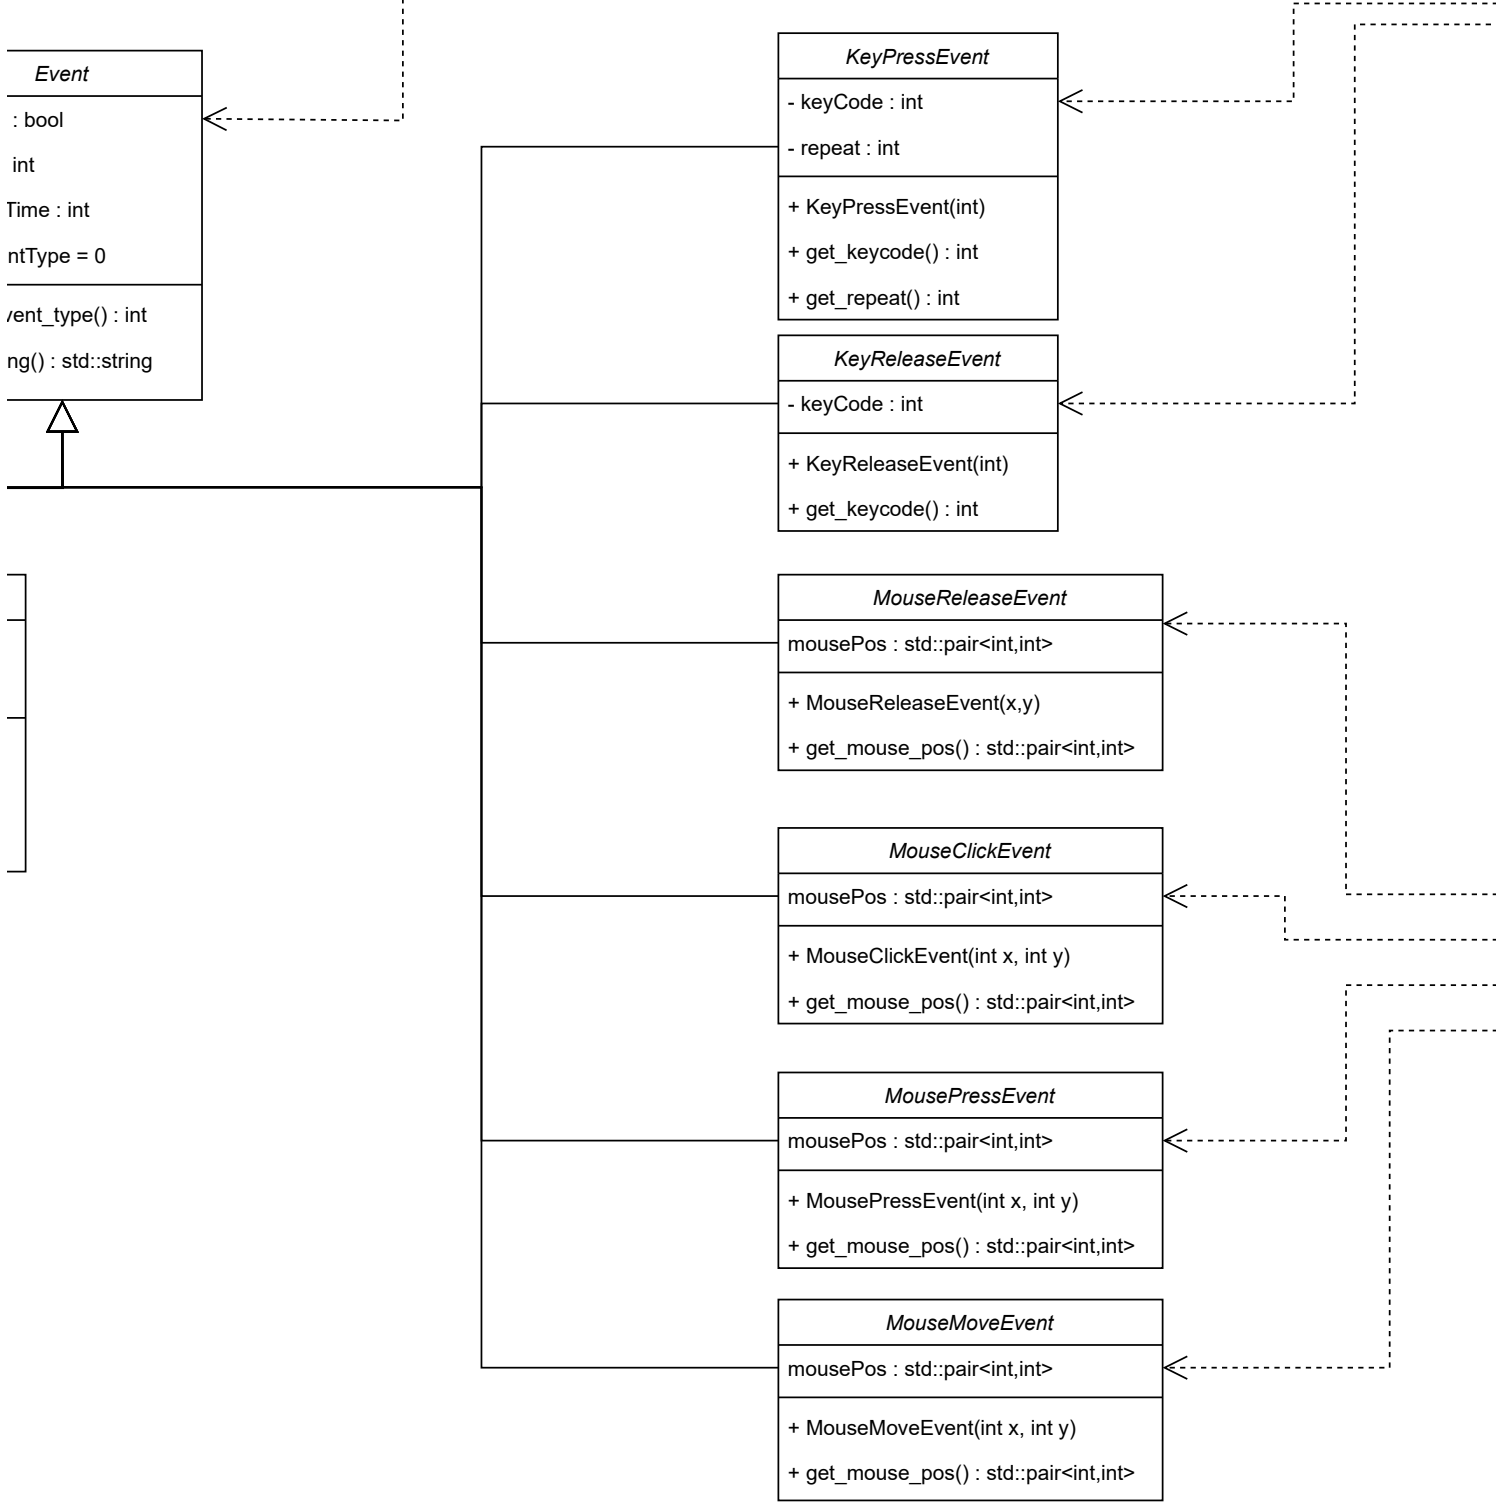 Event
: bool
int
Time : int
ntType = 0
vent_type() : int
ng() : std::string
KeyPressEvent
- keyCode : int
- repeat : int
+ KeyPressEvent(int)
+ get_keycode() : int
+ get_repeat() : int
KeyReleaseEvent
- keyCode : int
+ KeyReleaseEvent(int)
+ get_keycode() : int
MouseReleaseEvent
mousePos : std::pair<int,int>
+ MouseReleaseEvent(x,y)
+ get_mouse_pos() : std::pair<int,int>
MouseClickEvent
mousePos : std::pair<int,int>
+ MouseClickEvent(int x, int y)
+ get_mouse_pos() : std::pair<int,int>
MousePressEvent
mousePos : std::pair<int,int>
+ MousePressEvent(int x, int y)
+ get_mouse_pos() : std::pair<int,int>
MouseMoveEvent
mousePos : std::pair<int,int>
+ MouseMoveEvent(int x, int y)
+ get_mouse_pos() : std::pair<int,int>